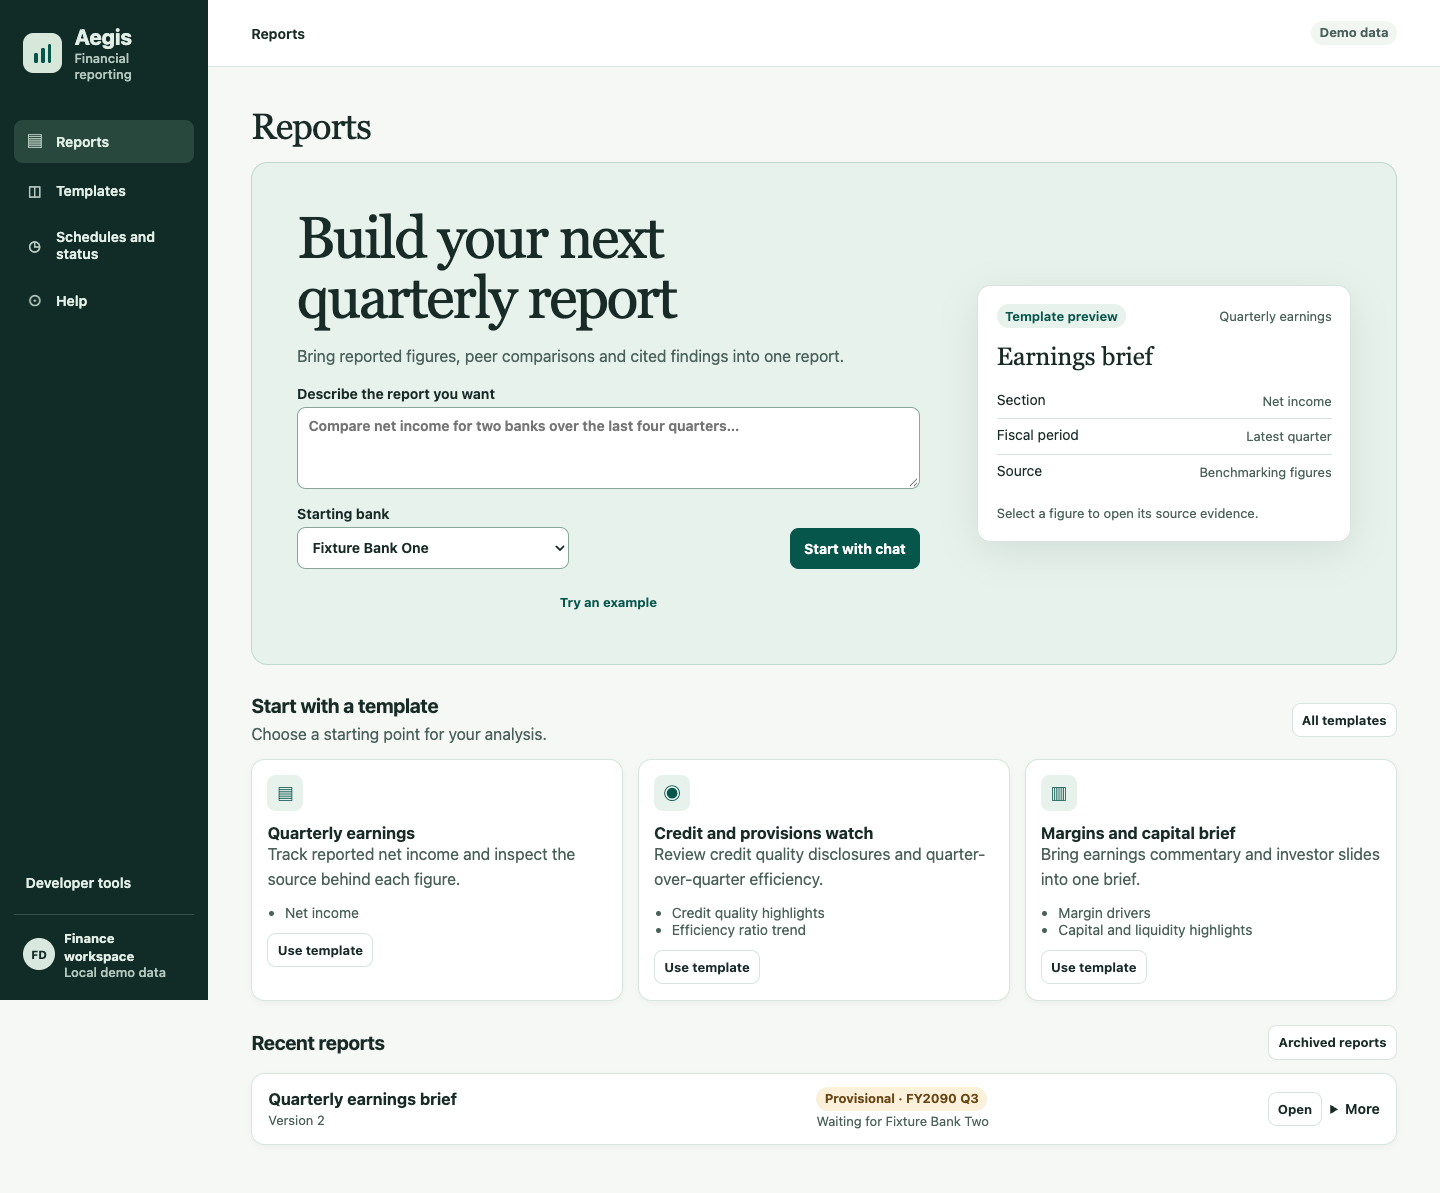 Aegis
Financial
reporting
Reports
Templates
Schedules and
status
Help
Developer tools
FD
Finance
workspace
Local demo data
Reports
Demo data
Reports
Build your next
quarterly report
Bring reported figures, peer comparisons and cited findings into one report.
Describe the report you want
Compare net income for two banks over the last four quarters...
Starting bank
Fixture Bank One
Start with chat
Try an example
Template preview
Quarterly earnings
Earnings brief
Section
Net income
Fiscal period
Latest quarter
Source
Benchmarking figures
Select a figure to open its source evidence.
Start with a template
Choose a starting point for your analysis.
All templates
Quarterly earnings
Track reported net income and inspect the
source behind each figure.
• Net income
Use template
Credit and provisions watch
Review credit quality disclosures and quarter-
over-quarter efficiency.
• Credit quality highlights
• Efficiency ratio trend
Use template
Margins and capital brief
Bring earnings commentary and investor slides
into one brief.
• Margin drivers
• Capital and liquidity highlights
Use template
Recent reports
Archived reports
Quarterly earnings brief
Version 2
Provisional · FY2090 Q3
Waiting for Fixture Bank Two
Open
More